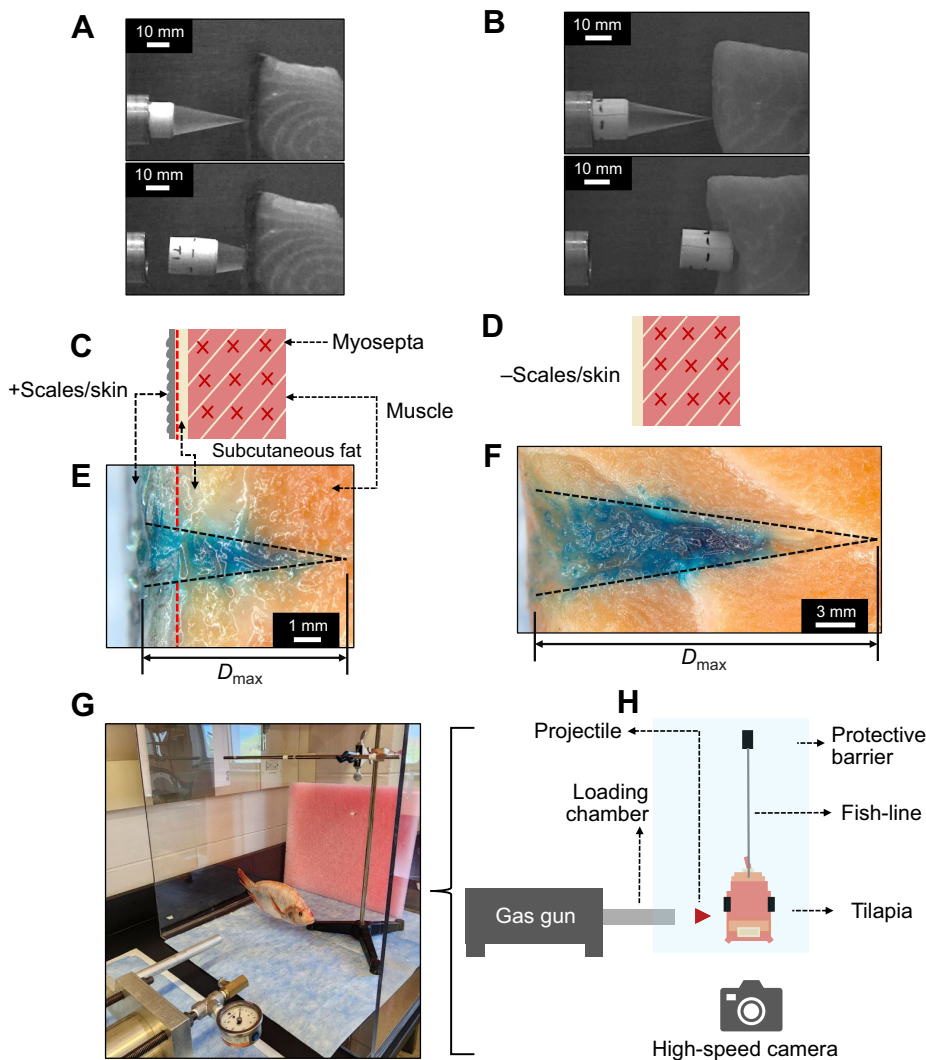 A
10 mm
10 mm
B
10 mm
10 mm
C
+Scales/skin
Myosepta
Muscle
Subcutaneous fat
D
–Scales/skin
E
1 mm
Dmax
F
3 mm
Dmax
G
H
Projectile
Loading
chamber
Gas gun
Protective
barrier
Fish-line
Tilapia
High-speed camera